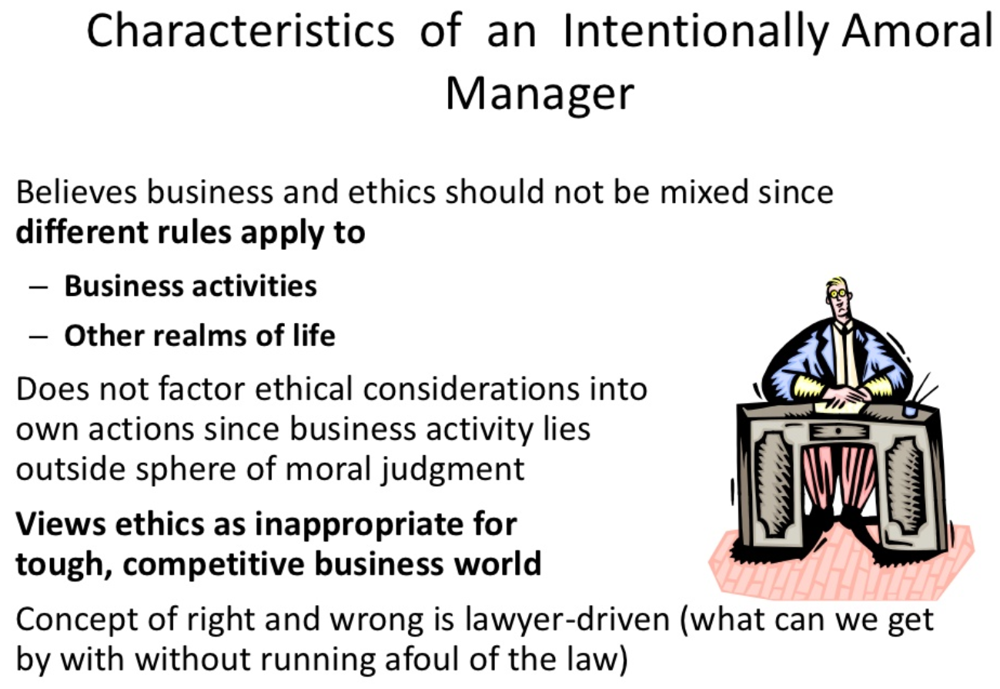 Characteristics of an Intentionally Amoral
Manager
Believes business and ethics should not be mixed since
different rules apply to
– Business activities
– Other realms of life
Does not factor ethical considerations into
own actions since business activity lies
outside sphere of moral judgment
Views ethics as inappropriate for
tough, competitive business world
Concept of right and wrong is lawyer-driven (what can we get
by with without running afoul of the law)